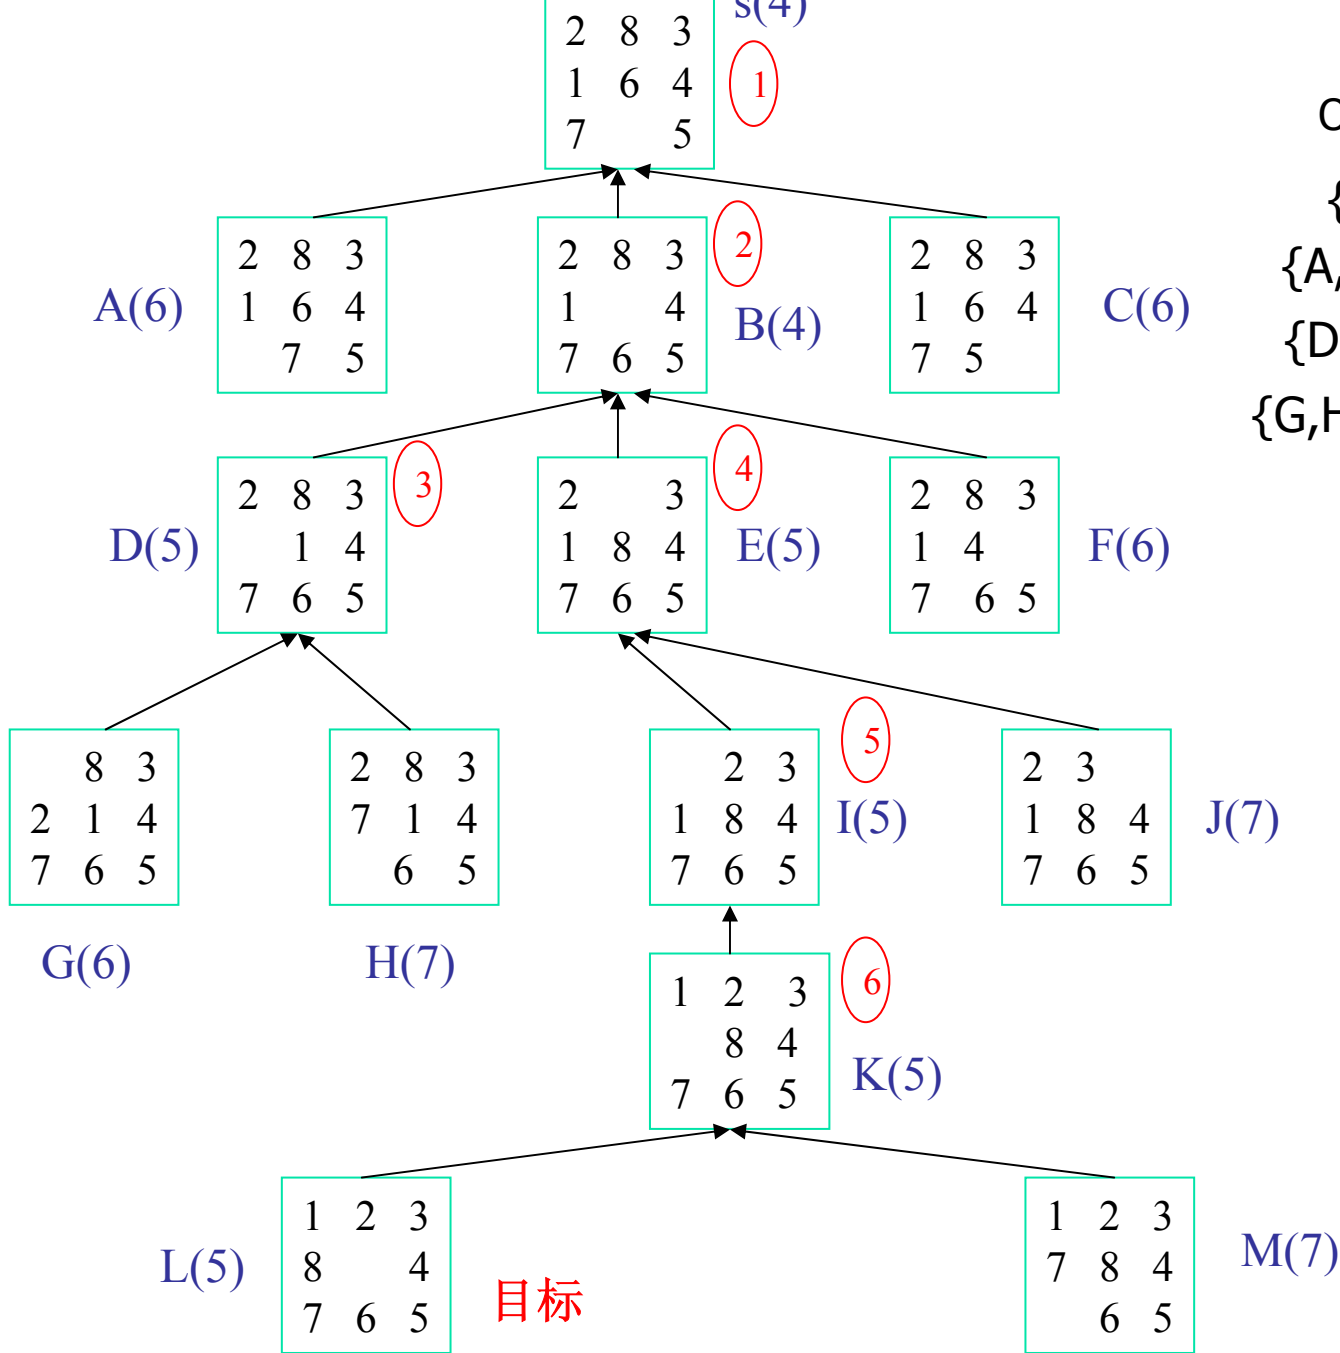 s(4)
2 8 3
1 6 4
7 5
1
{
{A,
{D
{G,H
A(6)
2 8 3
1 6 4
7 5
2 8 3
1 4
7 6 5
2
B(4)
2 8 3
1 6 4
7 5
C(6)
D(5)
2 8 3
1 4
7 6 5
3
2 3
1 8 4
7 6 5
4
E(5)
2 8 3
1 4
7 6 5
F(6)
8 3
2 1 4
7 6 5
G(6)
2 8 3
7 1 4
6 5
H(7)
2 3
1 8 4
7 6 5
5
I(5)
2 3
1 8 4
7 6 5
J(7)
1 2 3
8 4
7 6 5
6
K(5)
L(5)
1 2 3
8 4
7 6 5
目标
1 2 3
7 8 4
6 5
M(7)